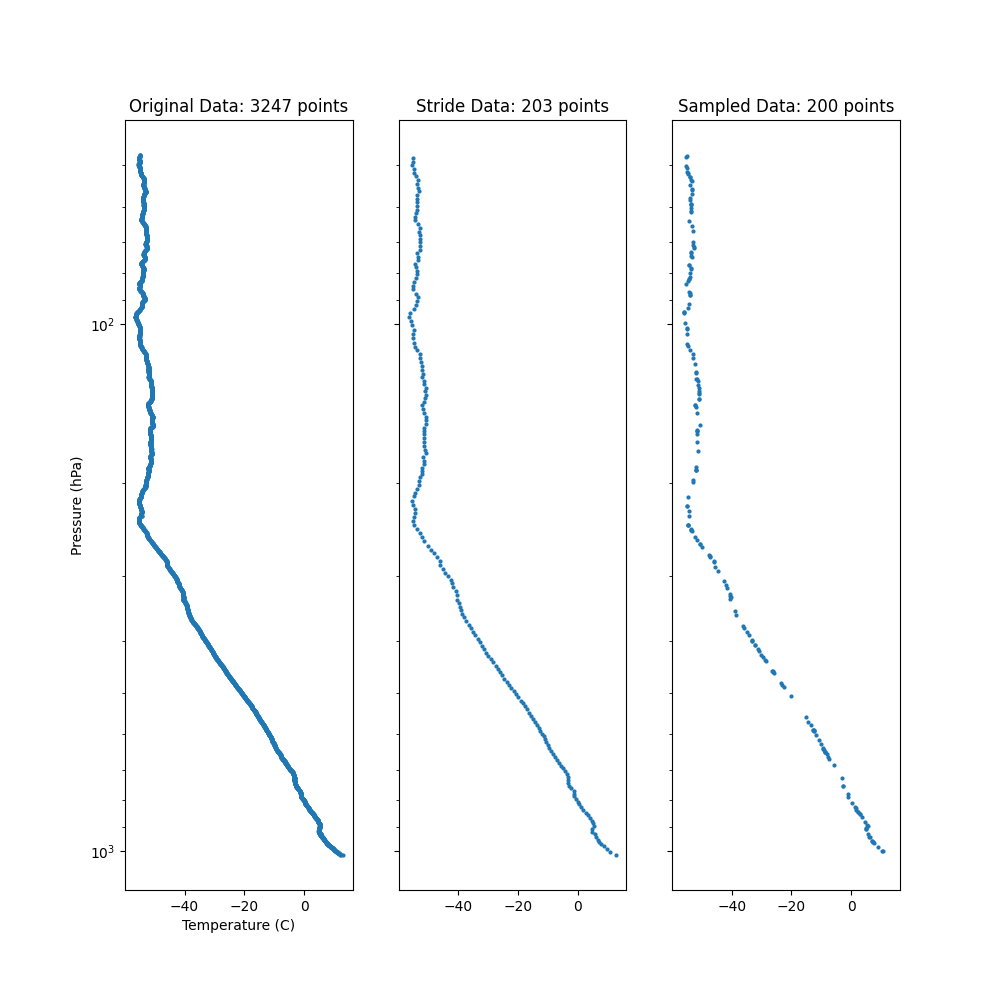 Original Data: 3247 points
Stride Data: 203 points
Sampled Data: 200 points
10²
10³
Pressure (hPa)
−40 −20 0
−40 −20 0
−40 −20 0
Temperature (C)